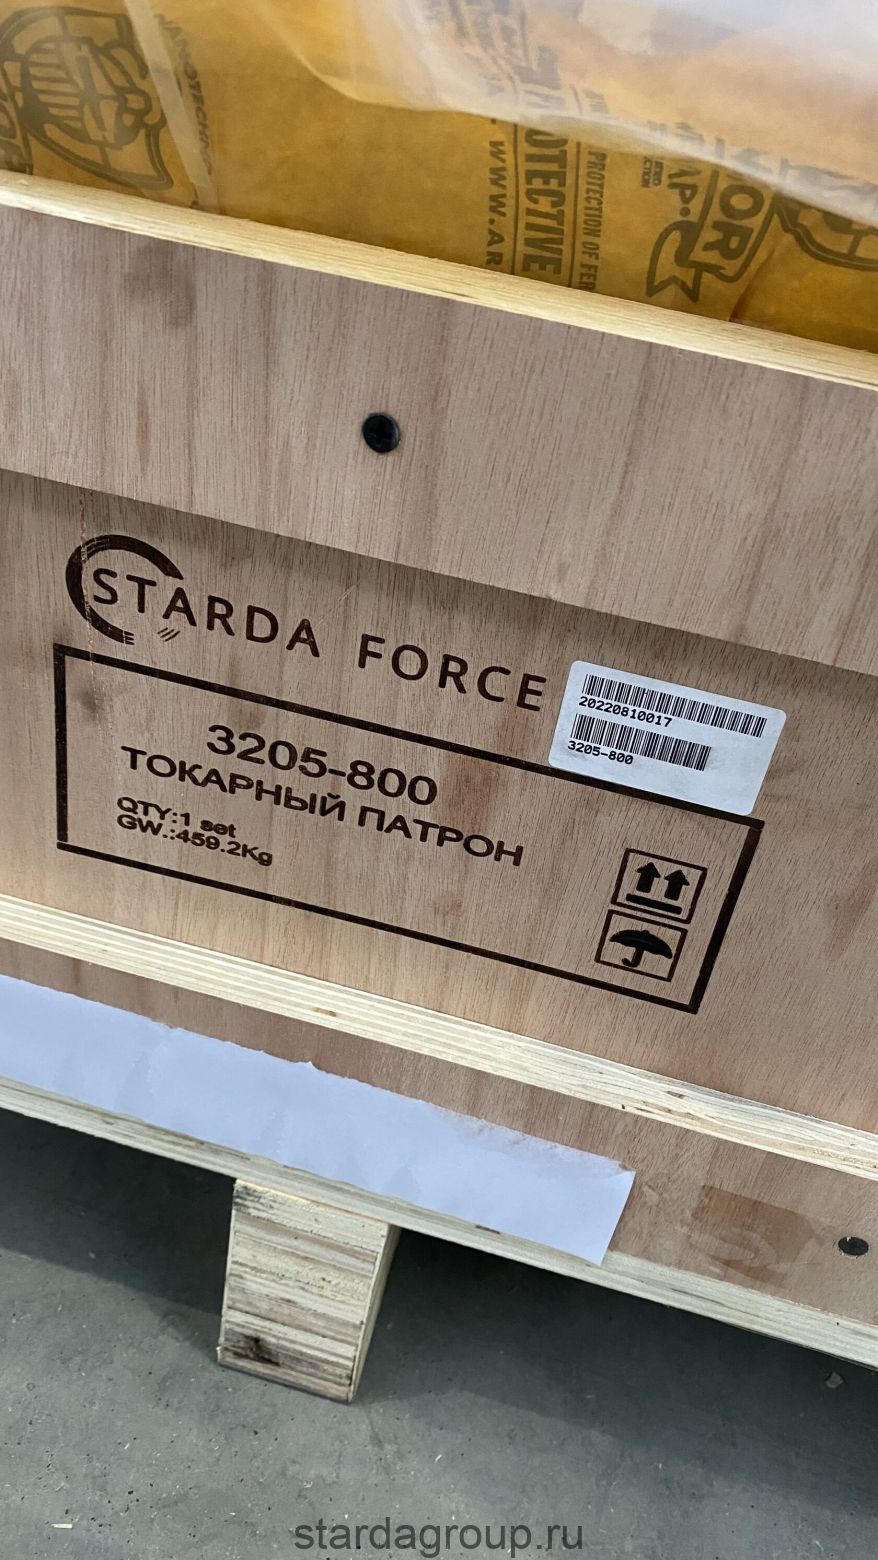 PROTECTIVE
WWW.AR
PROTECTION OF FER
STARDA FORCE
20220810017
3205-800
3205-800
ТОКАРНЫЙ ПАТРОН
QTY:1 set
GW.:459.2Kg
stardagroup.ru